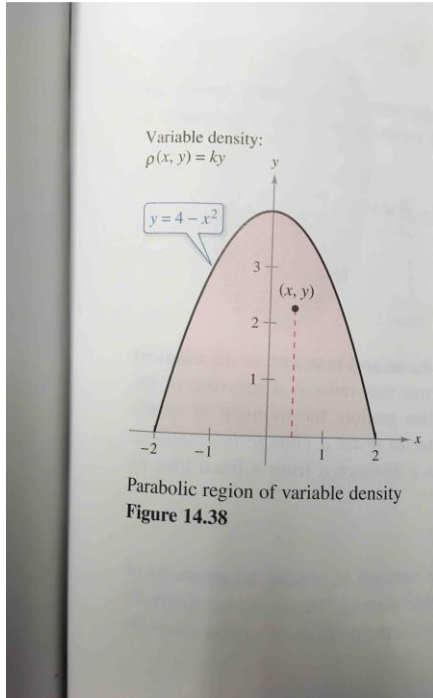 Variable density:
ρ(x, y) = ky
y
y = 4 − x²
3
(x, y)
2
1
x
−2
−1
1
2
Parabolic region of variable density
Figure 14.38